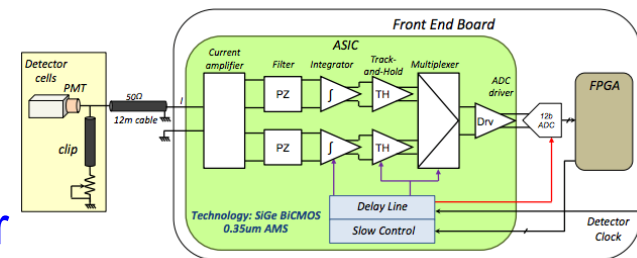 Front End Board
ASIC
Detector
cells
PMT
clip
50Ω
12m cable
I
Current
amplifier
Filter
Integrator
Track-
and-Hold
Multiplexer
ADC
driver
PZ
∫
TH
Drv
12b
ADC
FPGA
PZ
∫
TH
Delay Line
Slow Control
Technology: SiGe BiCMOS
0.35um AMS
Detector
Clock
r